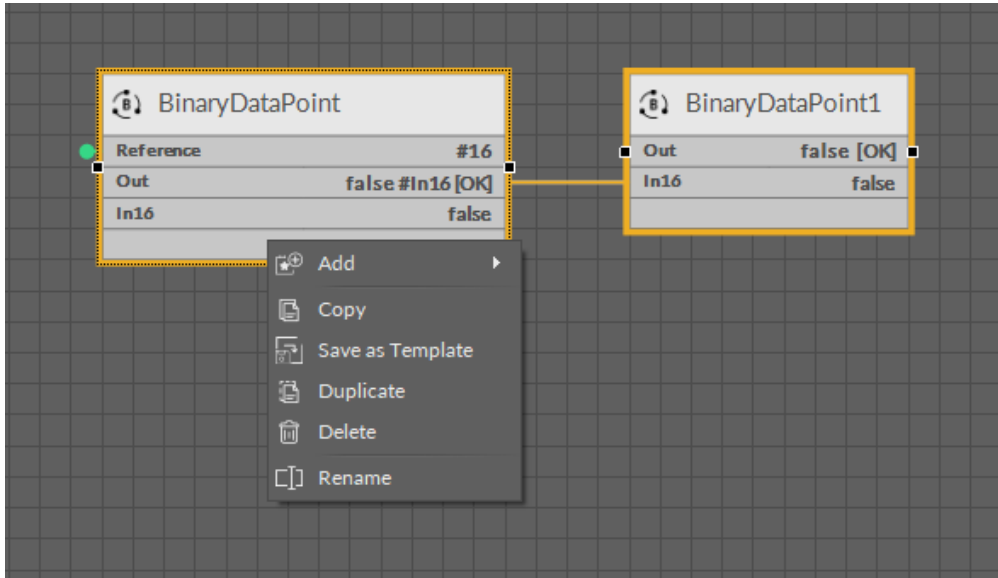 BinaryDataPoint
Reference #16
Out false #In16 [OK]
In16 false
BinaryDataPoint1
Out false [OK]
In16 false
Add
Copy
Save as Template
Duplicate
Delete
Rename